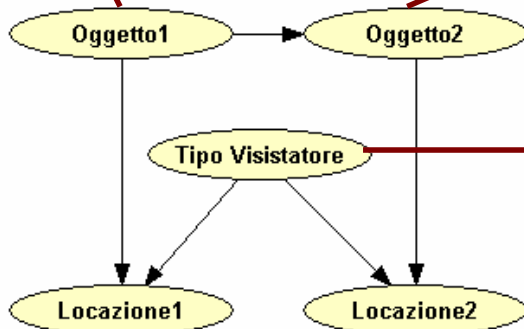 Oggetto1
Oggetto2
Tipo Visistatore
Locazione1
Locazione2